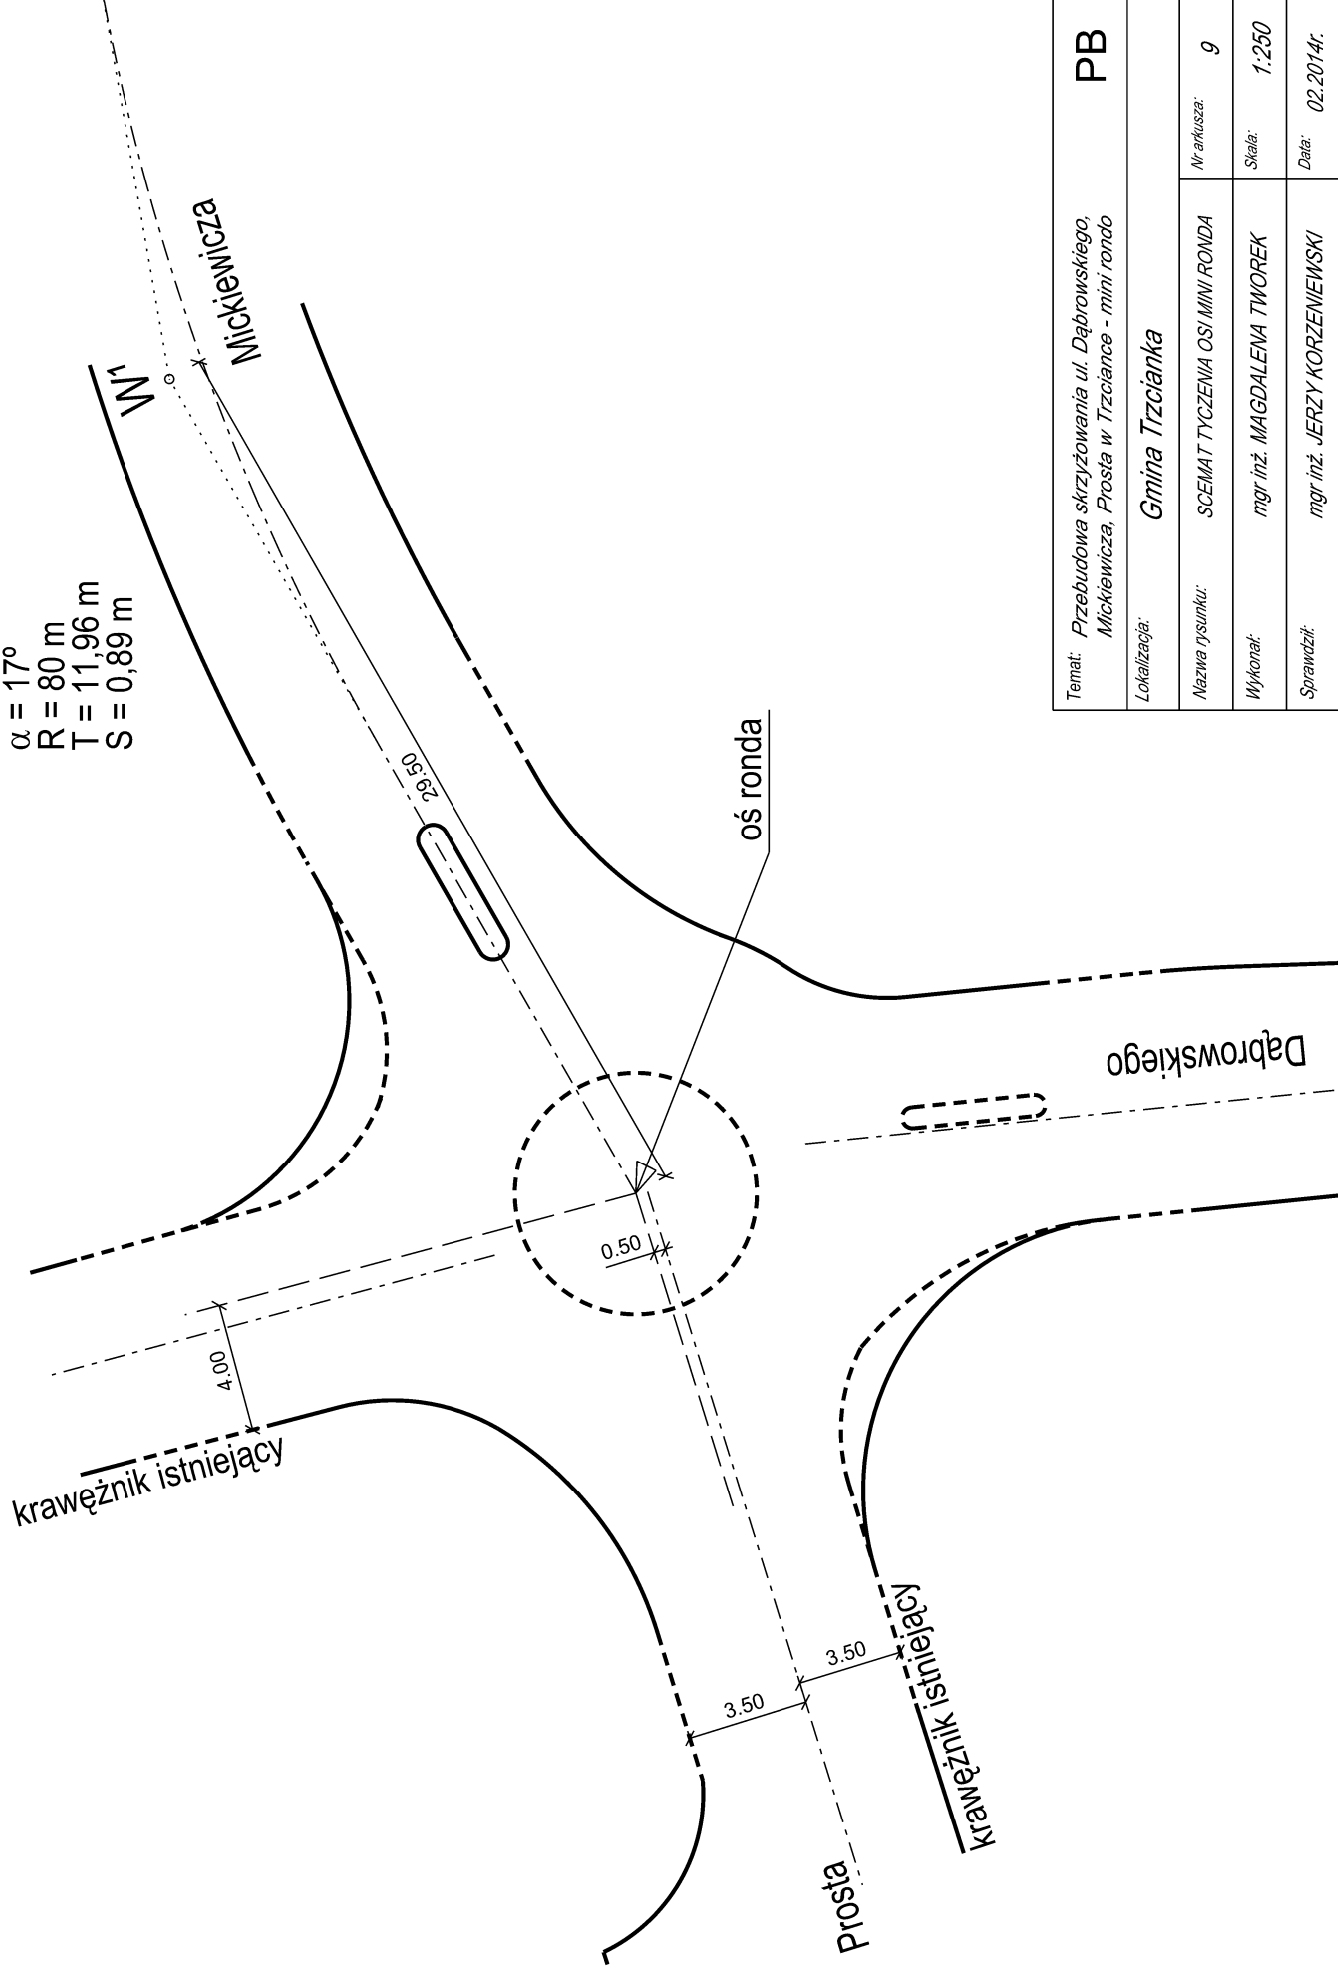 α = 17º
R = 80 m
T = 11,96 m
S = 0,89 m
W1
Mickiewicza
29.50
oś ronda
0.50
4.00
krawężnik istniejący
Dąbrowskiego
3.50
3.50
krawężnik istniejący
Prosta
Temat: Przebudowa skrzyżowania ul. Dąbrowskiego,
Mickiewicza, Prosta w Trzciance - mini rondo
PB
Lokalizacja: Gmina Trzcianka
Nazwa rysunku: SCEMAT TYCZENIA OSI MINI RONDA Nr arkusza: 9
Wykonał: mgr inż. MAGDALENA TWOREK Skala: 1:250
Sprawdził: mgr inż. JERZY KORZENIEWSKI Data: 02.2014r.